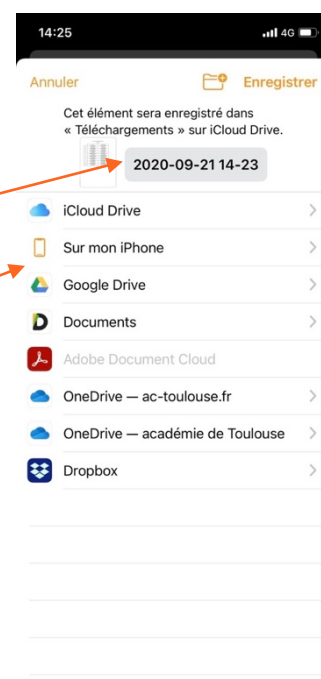 14:25
4G
Annuler
Enregistrer
Cet élément sera enregistré dans
« Téléchargements » sur iCloud Drive.
2020-09-21 14-23
iCloud Drive
Sur mon iPhone
Google Drive
Documents
Adobe Document Cloud
OneDrive — ac-toulouse.fr
OneDrive — académie de Toulouse
Dropbox